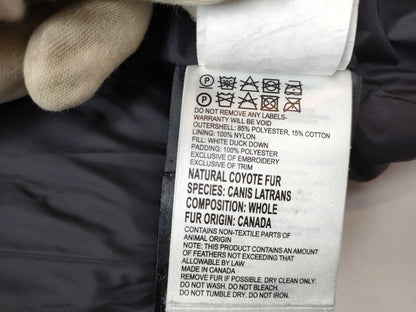 DO NOT REMOVE ANY LABELS-
WARRANTY WILL BE VOID
OUTERSHELL: 85% POLYESTER, 15% COTTON
LINING: 100% NYLON
FILL: WHITE DUCK DOWN
PADDING: 100% POLYESTER
EXCLUSIVE OF EMBROIDERY
EXCLUSIVE OF TRIM
NATURAL COYOTE FUR
SPECIES: CANIS LATRANS
COMPOSITION: WHOLE
FUR ORIGIN: CANADA
CONTAINS NON-TEXTILE PARTS OF
ANIMAL ORIGIN
NOTE: THIS PRODUCT CONTAINS AN AMOUNT
OF FEATHERS NOT EXCEEDING THAT
ALLOWABLE BY LAW
MADE IN CANADA
REMOVE FUR IF POSSIBLE, DRY CLEAN ONLY.
DO NOT WASH. DO NOT BLEACH.
DO NOT TUMBLE DRY. DO NOT IRON.